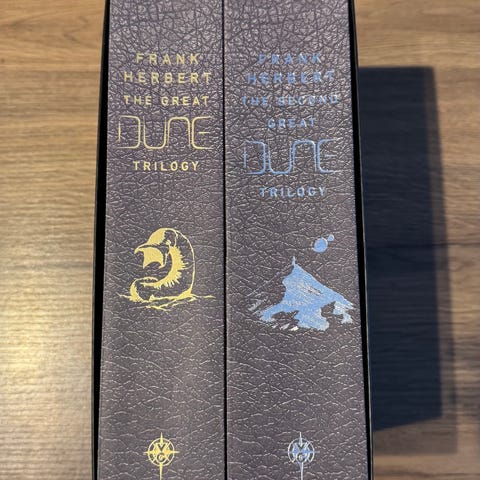 FRANK
HERBERT
THE GREAT
DUNE
TRILOGY
FRANK
HERBERT
THE SECOND
GREAT
DUNE
TRILOGY